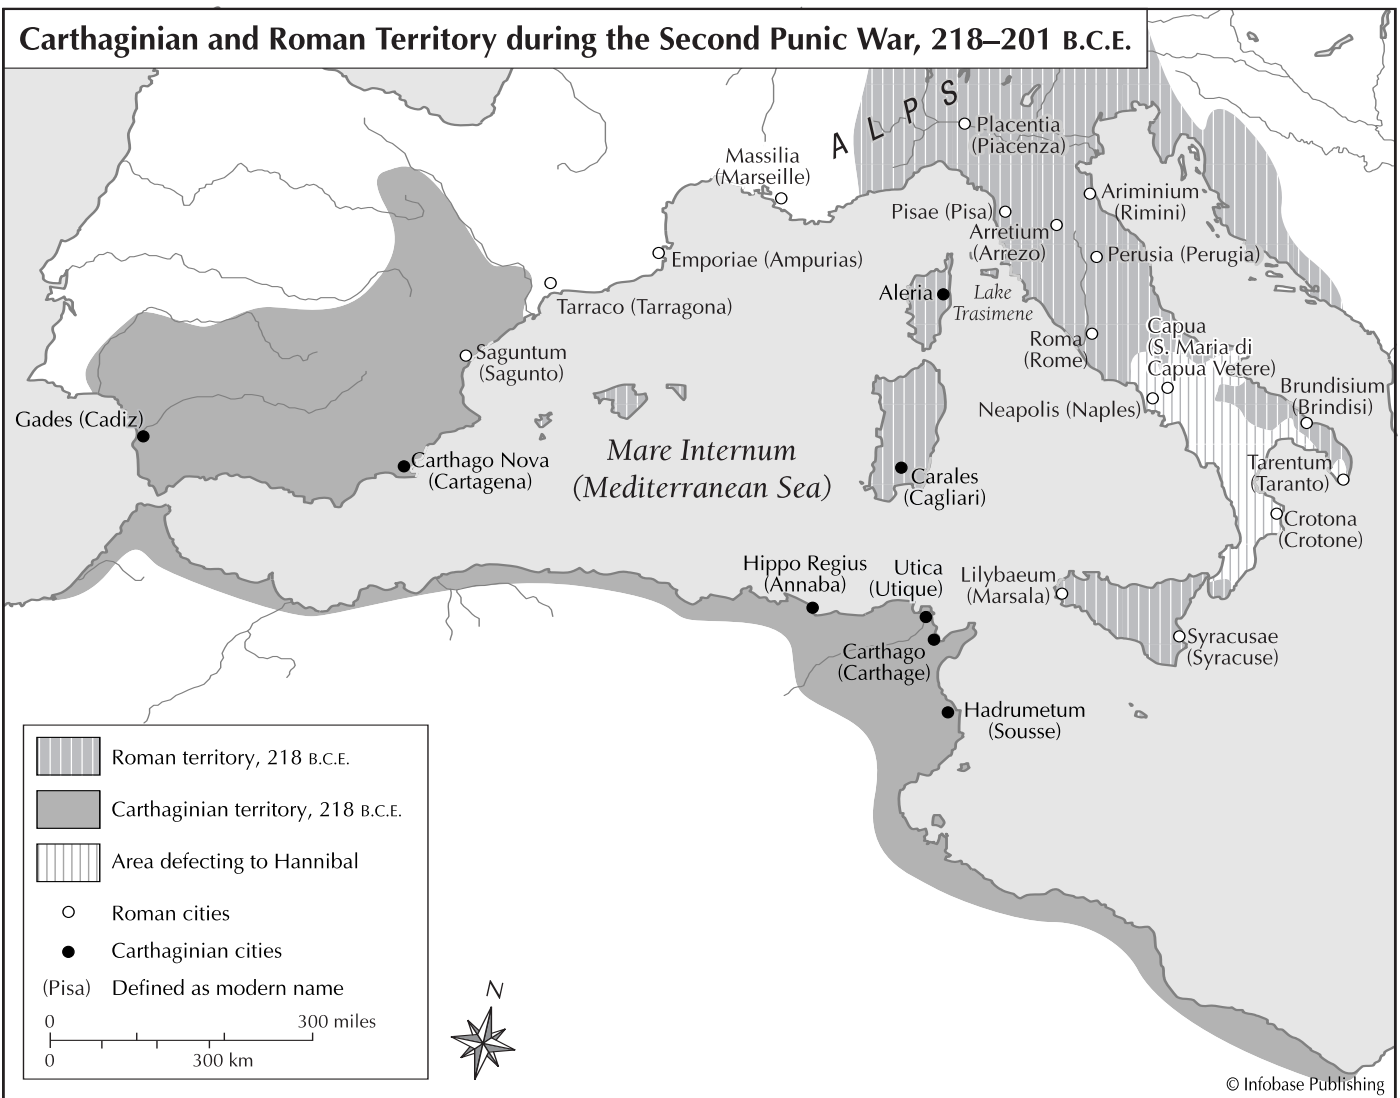 Carthaginian and Roman Territory during the Second Punic War, 218–201 B.C.E.
A L P S
Placentia
(Piacenza)
Massilia
(Marseille)
Ariminium
(Rimini)
Pisae (Pisa)
Arretium
(Arrezo)
Perusia (Perugia)
Emporiae (Ampurias)
Aleria
Lake
Trasimene
Tarraco (Tarragona)
Roma
(Rome)
Capua
(S. Maria di
Capua Vetere)
Saguntum
(Sagunto)
Brundisium
(Brindisi)
Neapolis (Naples)
Gades (Cadiz)
Mare Internum
(Mediterranean Sea)
Carthago Nova
(Cartagena)
Tarentum
(Taranto)
Carales
(Cagliari)
Crotona
(Crotone)
Hippo Regius
(Annaba)
Utica
(Utique)
Lilybaeum
(Marsala)
Syracusae
(Syracuse)
Carthago
(Carthage)
Hadrumetum
(Sousse)
Roman territory, 218 B.C.E.
Carthaginian territory, 218 B.C.E.
Area defecting to Hannibal
Roman cities
Carthaginian cities
(Pisa) Defined as modern name
0 300 miles
0 300 km
N
© Infobase Publishing